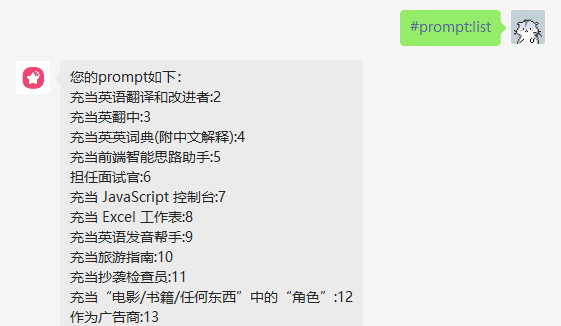 #prompt:list
您的prompt如下：
充当英语翻译和改进者:2
充当英翻中:3
充当英英词典(附中文解释):4
充当前端智能思路助手:5
担任面试官:6
充当 JavaScript 控制台:7
充当 Excel 工作表:8
充当英语发音帮手:9
充当旅游指南:10
充当抄袭检查员:11
充当“电影/书籍/任何东西”中的“角色”:12
作为广告商:13